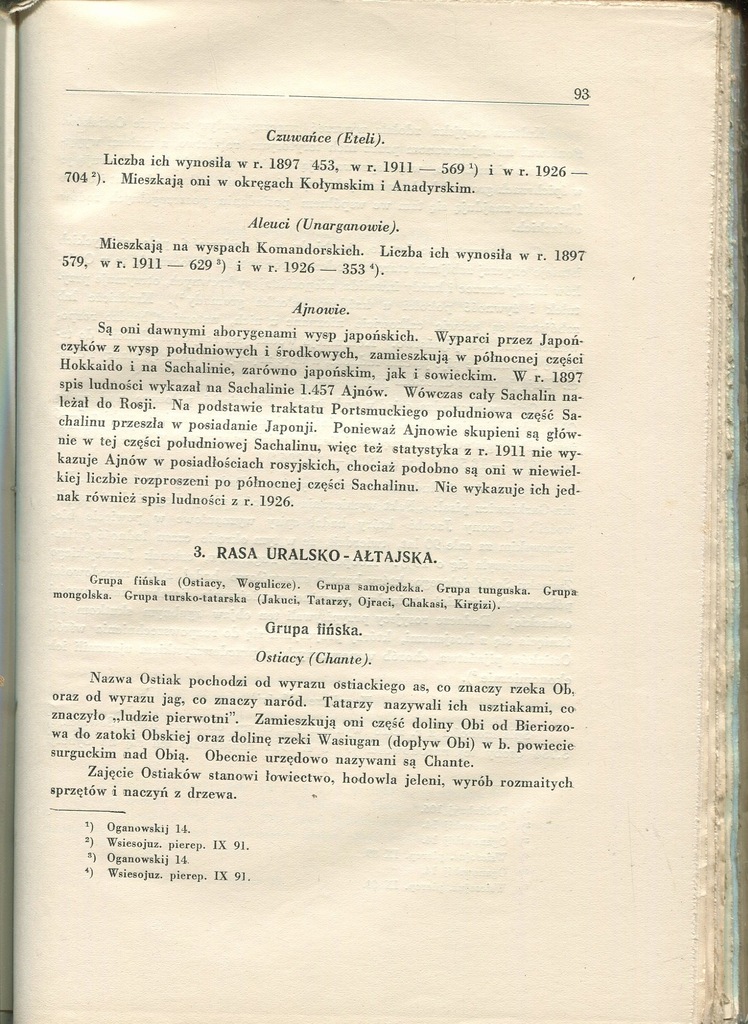 93
Czuwańce (Eteli).
Liczba ich wynosiła w r. 1897 453, w r. 1911 — 569 ¹) i w r. 1926 —
704 ²). Mieszkają oni w okręgach Kołymskim i Anadyrskim.
Aleuci (Unarganowie).
Mieszkają na wyspach Komandorskich. Liczba ich wynosiła w r. 1897
579, w r. 1911 — 629 ³) i w r. 1926 — 353 ⁴).
Ajnowie.
Są oni dawnymi aborygenami wysp japońskich. Wyparci przez Japoń-
czyków z wysp południowych i środkowych, zamieszkują w północnej części
Hokkaido i na Sachalinie, zarówno japońskim, jak i sowieckim. W r. 1897
spis ludności wykazał na Sachalinie 1.457 Ajnów. Wówczas cały Sachalin na-
leżał do Rosji. Na podstawie traktatu Portsmuckiego południowa część Sa-
chalinu przeszła w posiadanie Japonji. Ponieważ Ajnowie skupieni są głów-
nie w tej części południowej Sachalinu, więc też statystyka z r. 1911 nie wy-
kazuje Ajnów w posiadłościach rosyjskich, chociaż podobno są oni w niewiel-
kiej liczbie rozproszeni po północnej części Sachalinu. Nie wykazuje ich jed-
nak również spis ludności z r. 1926.
3. RASA URALSKO-AŁTAJSKA.
Grupa fińska (Ostiacy, Wogulicze). Grupa samojedzka. Grupa tunguska. Grupa
mongolska. Grupa tursko-tatarska (Jakuci, Tatarzy, Ojraci, Chakasi, Kirgizi).
Grupa fińska.
Ostiacy (Chante).
Nazwa Ostiak pochodzi od wyrazu ostiackiego as, co znaczy rzeka Ob,
oraz od wyrazu jag, co znaczy naród. Tatarzy nazywali ich usztiakami, co
znaczyło „ludzie pierwotni”. Zamieszkują oni część doliny Obi od Bieriozo-
wa do zatoki Obskiej oraz dolinę rzeki Wasiugan (dopływ Obi) w b. powiecie
surguckim nad Obią. Obecnie urzędowo nazywani są Chante.
Zajęcie Ostiaków stanowi łowiectwo, hodowla jeleni, wyrób rozmaitych
sprzętów i naczyń z drzewa.
¹) Oganowskij 14.
²) Wsiesojuz. pierep. IX 91.
³) Oganowskij 14
⁴) Wsiesojuz. pierep. IX 91.